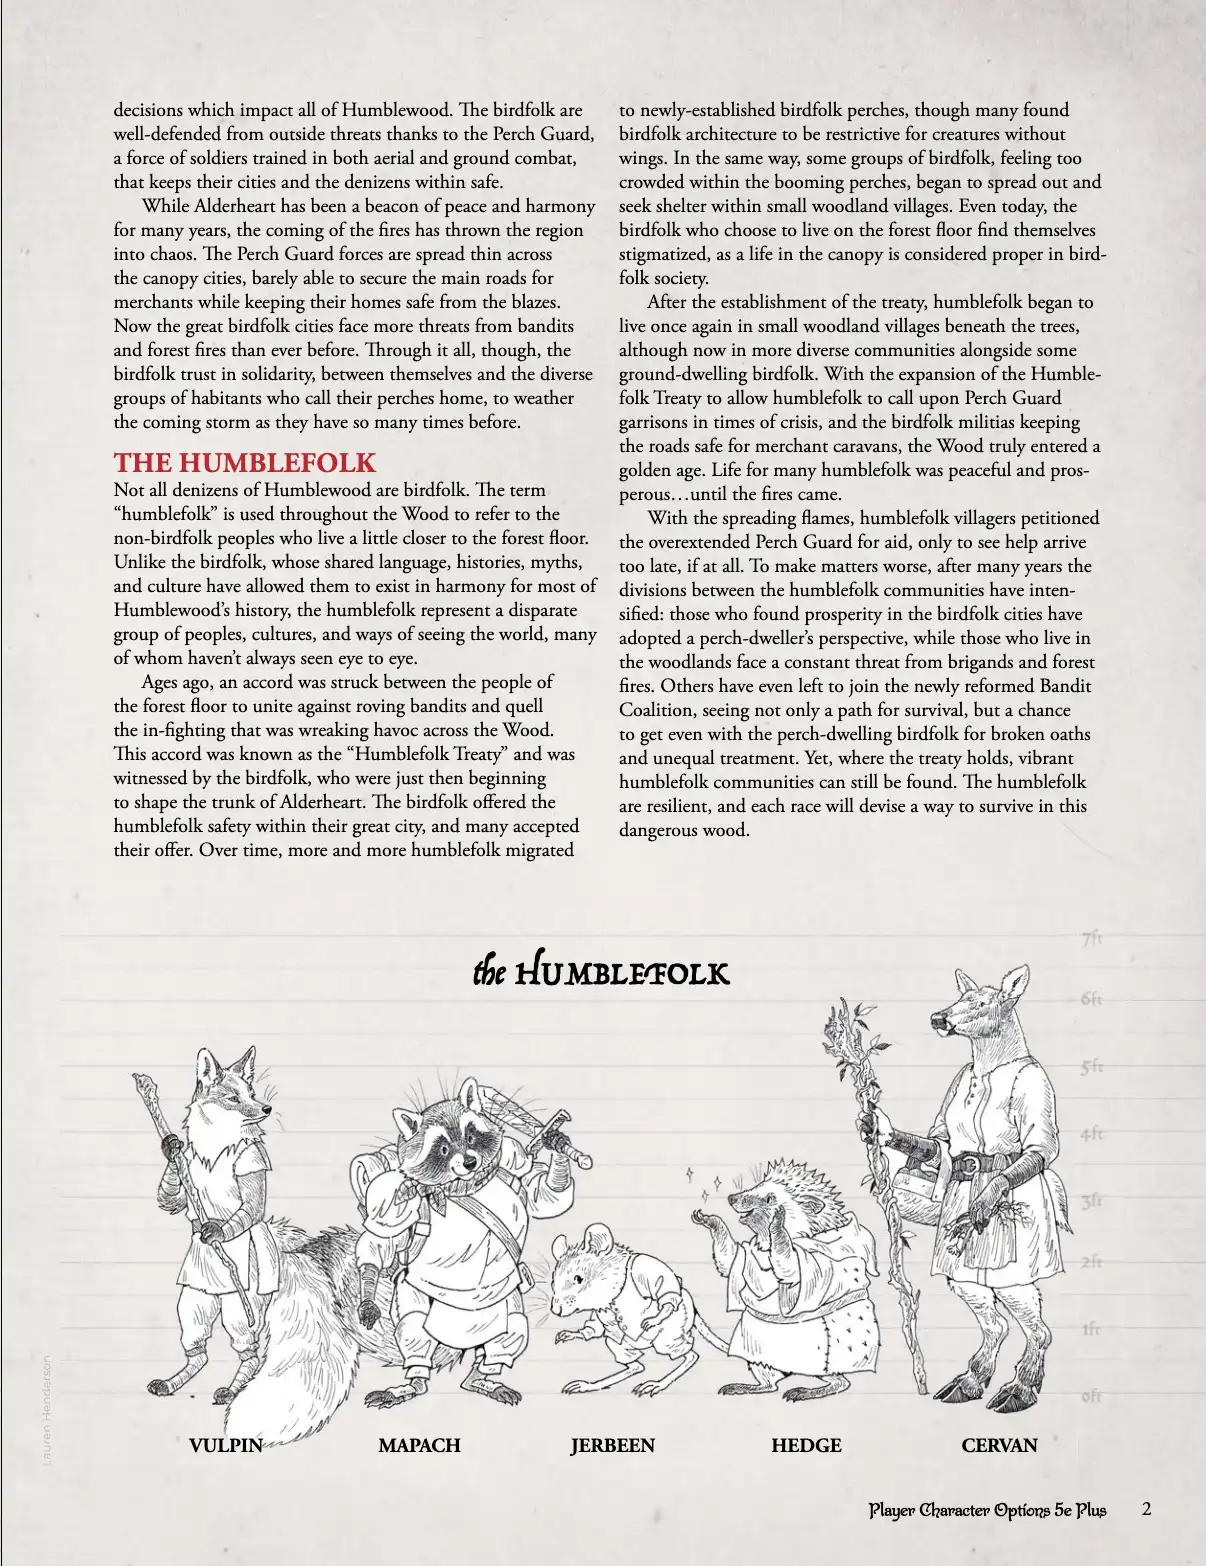 decisions which impact all of Humblewood. The birdfolk are
well-defended from outside threats thanks to the Perch Guard,
a force of soldiers trained in both aerial and ground combat,
that keeps their cities and the denizens within safe.
While Alderheart has been a beacon of peace and harmony
for many years, the coming of the fires has thrown the region
into chaos. The Perch Guard forces are spread thin across
the canopy cities, barely able to secure the main roads for
merchants while keeping their homes safe from the blazes.
Now the great birdfolk cities face more threats from bandits
and forest fires than ever before. Through it all, though, the
birdfolk trust in solidarity, between themselves and the diverse
groups of habitants who call their perches home, to weather
the coming storm as they have so many times before.
THE HUMBLEFOLK
Not all denizens of Humblewood are birdfolk. The term
“humblefolk” is used throughout the Wood to refer to the
non-birdfolk peoples who live a little closer to the forest floor.
Unlike the birdfolk, whose shared language, histories, myths,
and culture have allowed them to exist in harmony for most of
Humblewood’s history, the humblefolk represent a disparate
group of peoples, cultures, and ways of seeing the world, many
of whom haven’t always seen eye to eye.
Ages ago, an accord was struck between the people of
the forest floor to unite against roving bandits and quell
the in-fighting that was wreaking havoc across the Wood.
This accord was known as the “Humblefolk Treaty” and was
witnessed by the birdfolk, who were just then beginning
to shape the trunk of Alderheart. The birdfolk offered the
humblefolk safety within their great city, and many accepted
their offer. Over time, more and more humblefolk migrated
to newly-established birdfolk perches, though many found
birdfolk architecture to be restrictive for creatures without
wings. In the same way, some groups of birdfolk, feeling too
crowded within the booming perches, began to spread out and
seek shelter within small woodland villages. Even today, the
birdfolk who choose to live on the forest floor find themselves
stigmatized, as a life in the canopy is considered proper in bird-
folk society.
After the establishment of the treaty, humblefolk began to
live once again in small woodland villages beneath the trees,
although now in more diverse communities alongside some
ground-dwelling birdfolk. With the expansion of the Humble-
folk Treaty to allow humblefolk to call upon Perch Guard
garrisons in times of crisis, and the birdfolk militias keeping
the roads safe for merchant caravans, the Wood truly entered a
golden age. Life for many humblefolk was peaceful and pros-
perous…until the fires came.
With the spreading flames, humblefolk villagers petitioned
the overextended Perch Guard for aid, only to see help arrive
too late, if at all. To make matters worse, after many years the
divisions between the humblefolk communities have inten-
sified: those who found prosperity in the birdfolk cities have
adopted a perch-dweller’s perspective, while those who live in
the woodlands face a constant threat from brigands and forest
fires. Others have even left to join the newly reformed Bandit
Coalition, seeing not only a path for survival, but a chance
to get even with the perch-dwelling birdfolk for broken oaths
and unequal treatment. Yet, where the treaty holds, vibrant
humblefolk communities can still be found. The humblefolk
are resilient, and each race will devise a way to survive in this
dangerous wood.
the HUMBLEFOLK
7ft
6ft
5ft
4ft
3ft
2ft
1ft
0ft
Lauren Henderson
VULPIN
MAPACH
JERBEEN
HEDGE
CERVAN
Player Character Options 5e Plus 2